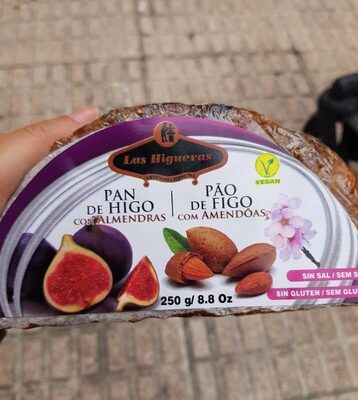 Las Higueras
VEGAN
PAN
DE HIGO
CON ALMENDRAS
PÃO
DE FIGO
COM AMENDOAS
SIN SAL / SEM S
SIN GLUTEN / SEM GLU
250 g/ 8.8 Oz